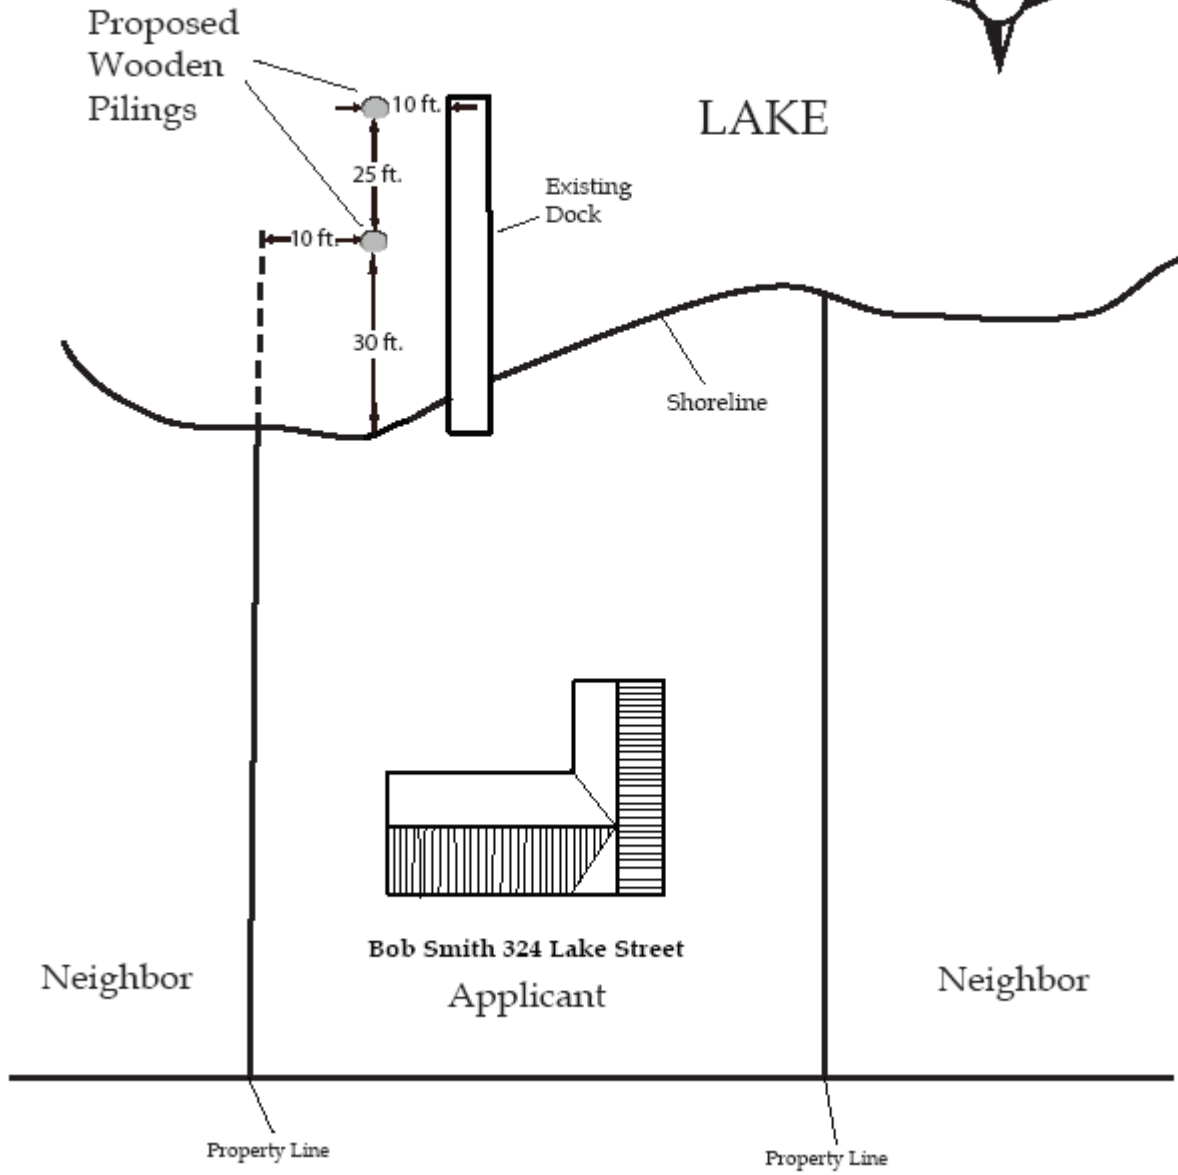 Proposed
Wooden
Pilings
10 ft.
LAKE
25 ft.
Existing
Dock
10 ft.
30 ft.
Shoreline
Bob Smith 324 Lake Street
Neighbor
Applicant
Neighbor
Property Line
Property Line